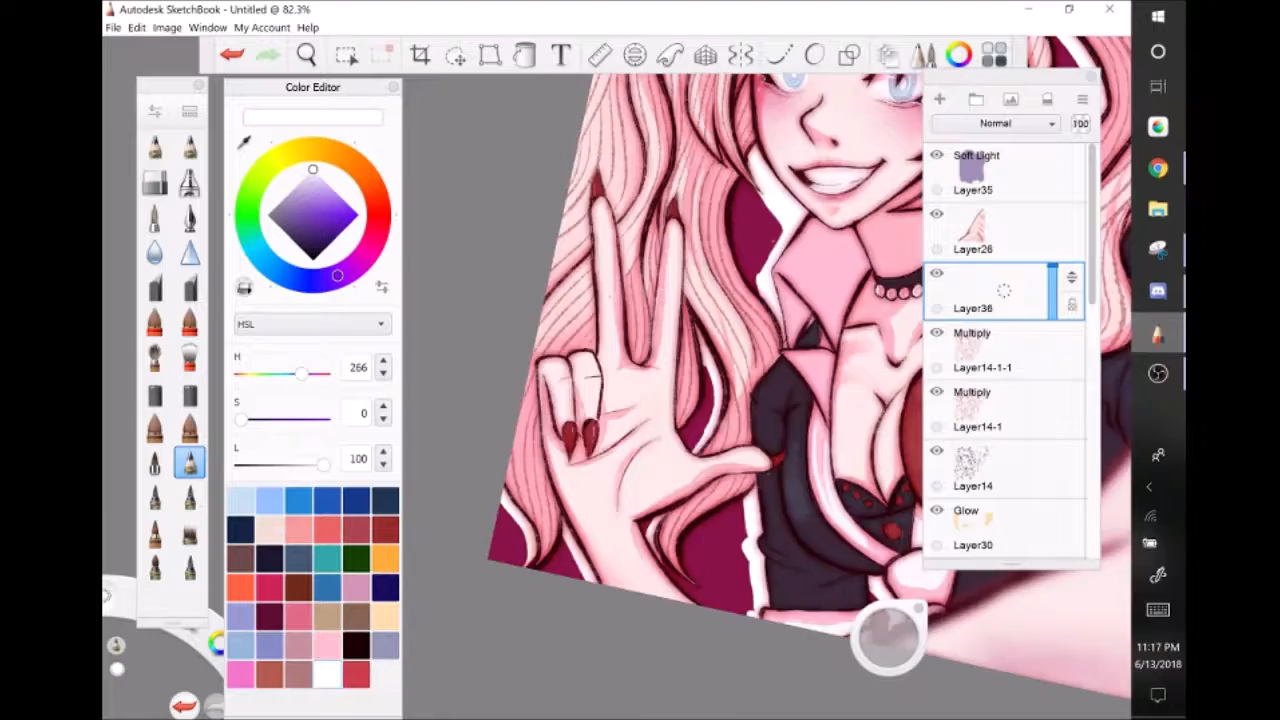 Autodesk SketchBook - Untitled @ 82.3%
File Edit Image Window My Account Help
T
Color Editor
HSL
H 266
S 0
L 100
Normal 100
Soft Light
Layer35
Layer26
Layer36
Multiply
Layer14-1-1
Multiply
Layer14-1
Layer14
Glow
Layer30
11:17 PM
6/13/2018